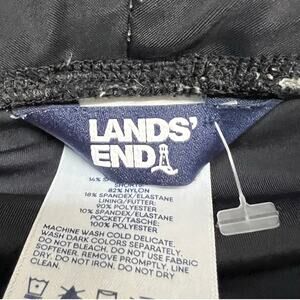 LANDS'
END
82% NYLON
18% SPANDEX/ELASTANE
LINING/FUTTER:
90% POLYESTER
10% SPANDEX/ELASTANE
POCKET/TASCHE:
100% POLYESTER
MACHINE WASH COLD DELICATE.
WASH DARK COLORS SEPARATELY.
DO NOT BLEACH. DO NOT USE FABRIC
SOFTENER. REMOVE PROMPTLY. LINE
DRY. DO NOT IRON. DO NOT DRY
CLEAN.